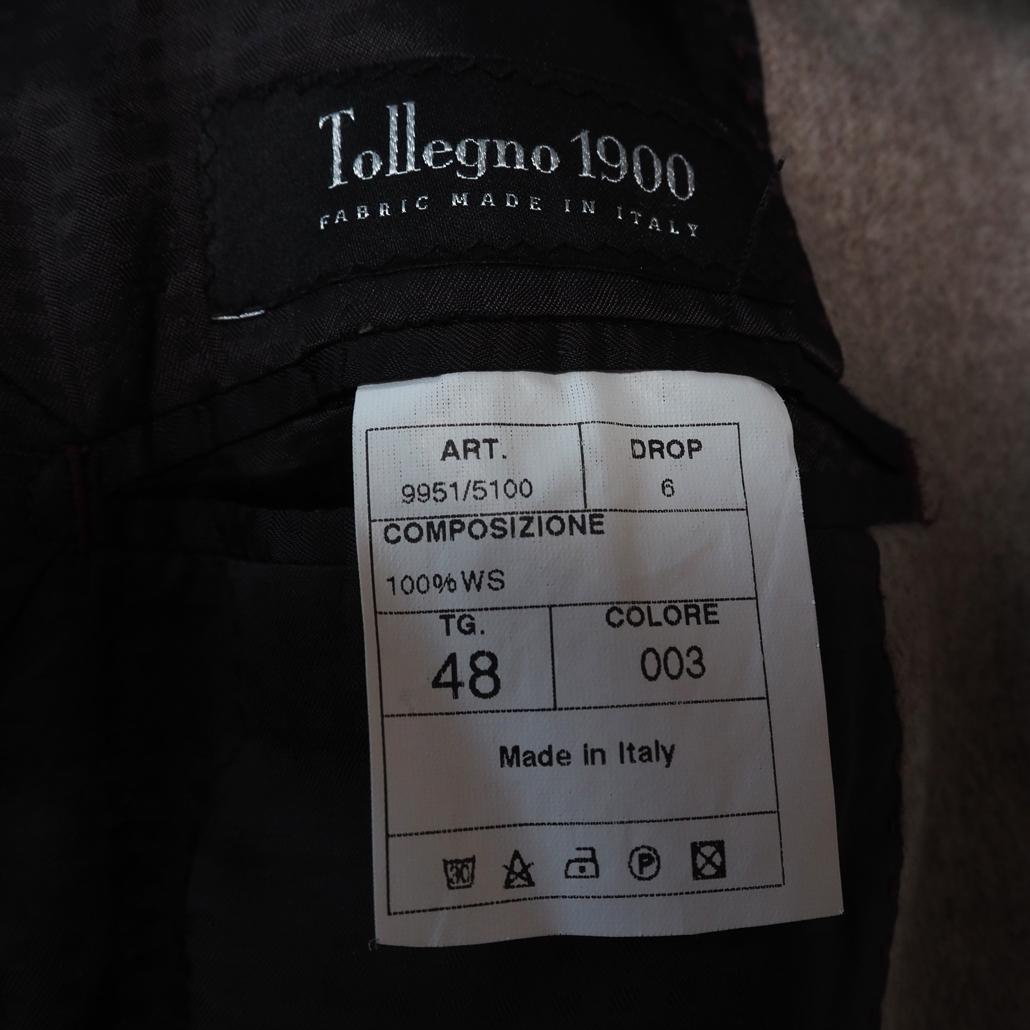 Tollegno 1900
FABRIC MADE IN ITALY
ART. DROP
9951/5100 6
COMPOSIZIONE
100%WS
TG. COLORE
48 003
Made in Italy
30 P